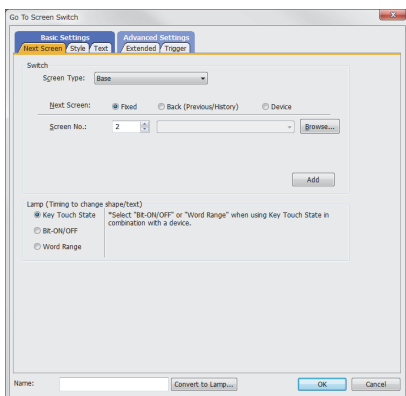 Go To Screen Switch
Basic Settings Advanced Settings
Next Screen Style Text Extended Trigger
Switch
Screen Type: Base
Next Screen: Fixed Back (Previous/History) Device
Screen No.: 2 Browse...
Add
Lamp (Timing to change shape/text)
Key Touch State *Select "Bit-ON/OFF" or "Word Range" when using Key Touch State in
combination with a device.
Bit-ON/OFF
Word Range
Name: Convert to Lamp... OK Cancel